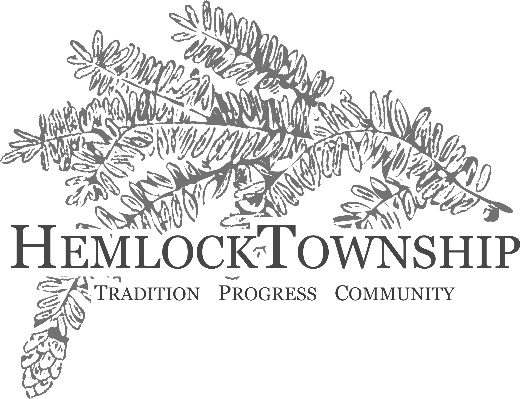 HEMLOCKTOWNSHIP
TRADITION PROGRESS COMMUNITY